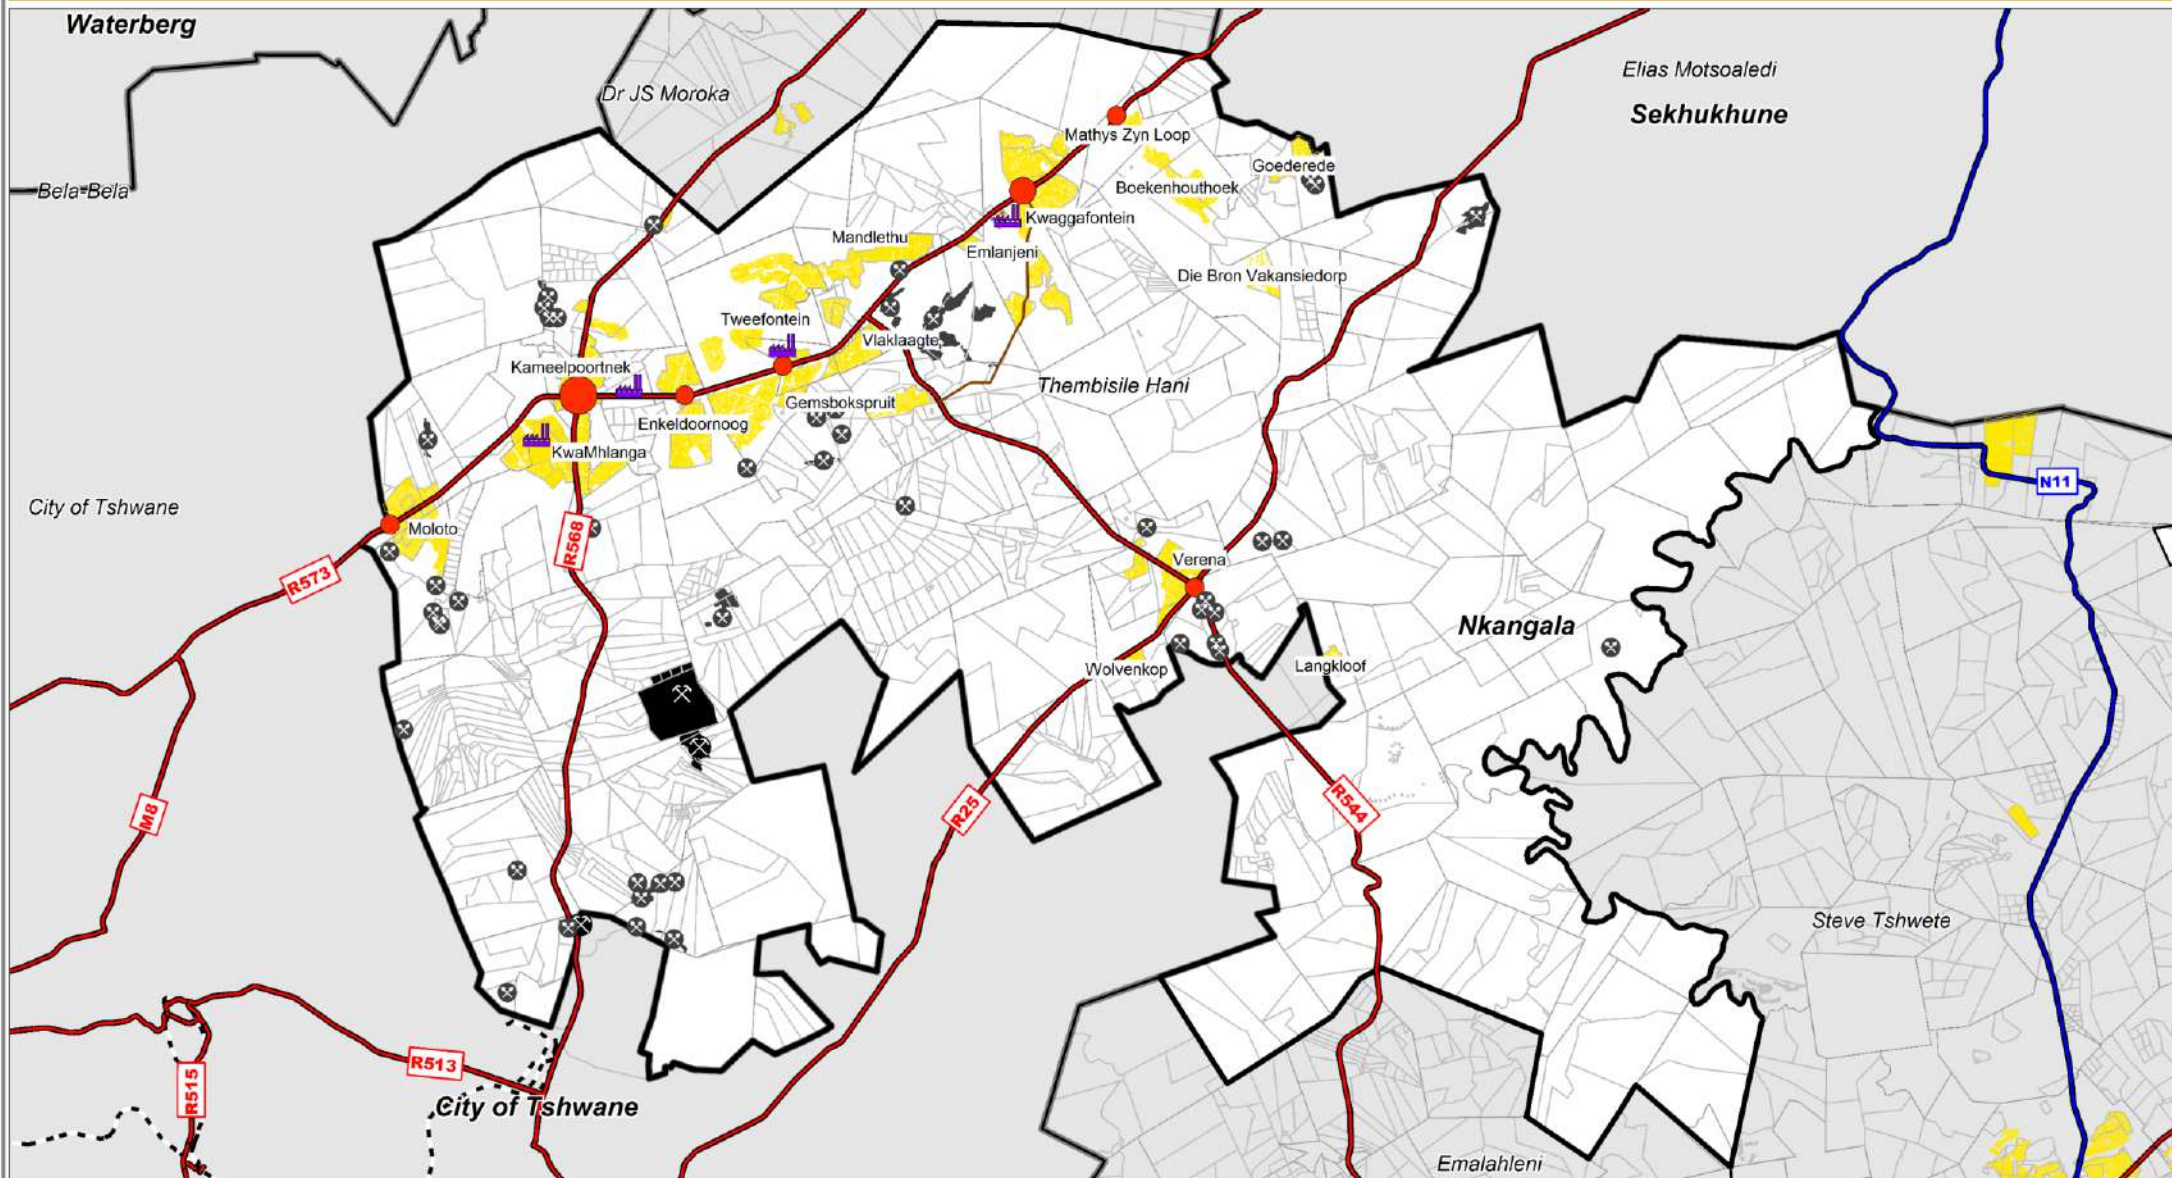 Waterberg
Elias Motsoaledi
Dr JS Moroka
Sekhukhune
Mathys Zyn Loop
Goederede
Boekenhouthoek
Bela-Bela
Kwaggafontein
Mandlethu
Emlanjeni
Die Bron Vakansiedorp
Tweefontein
Vlaklaagte
Kameelpoortnek
Thembisile Hani
Gemsbokspruit
Enkeldoornoog
KwaMhlanga
N11
City of Tshwane
Moloto
R568
Verena
R573
Nkangala
Wolvenkop
Langkloof
M8
R25
R544
Steve Tshwete
R513
R515
City of Tshwane
Emalahleni